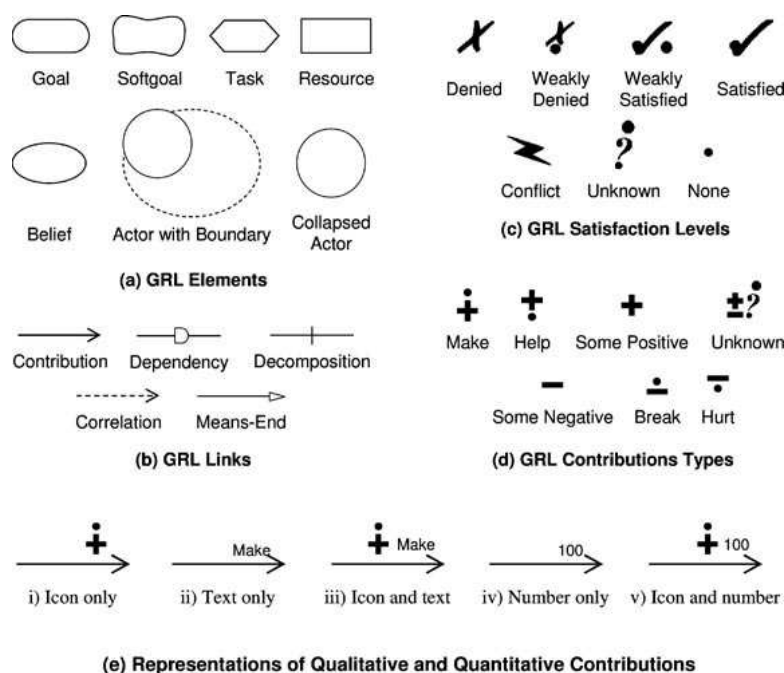 Goal Softgoal Task Resource
Belief Actor with Boundary Collapsed
Actor
(a) GRL Elements
Contribution Dependency Decomposition
Correlation Means-End
(b) GRL Links
Denied Weakly Denied Weakly Satisfied Satisfied
Conflict Unknown None
(c) GRL Satisfaction Levels
Make Help Some Positive Unknown
Some Negative Break Hurt
(d) GRL Contributions Types
Make Make 100 100
i) Icon only ii) Text only iii) Icon and text iv) Number only v) Icon and number
(e) Representations of Qualitative and Quantitative Contributions